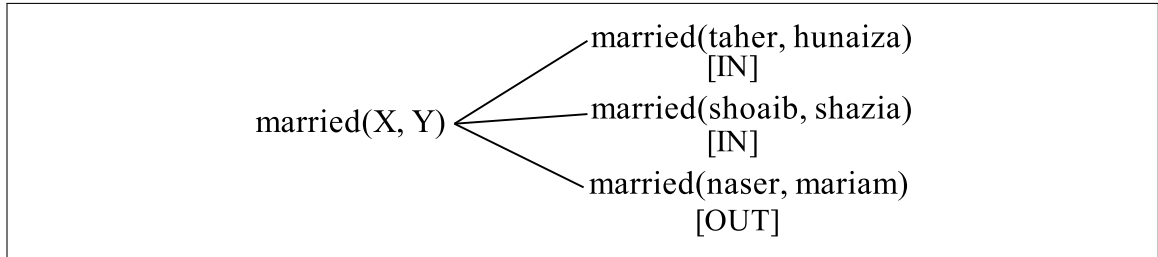 married(taher, hunaiza)
[IN]
married(X, Y)
married(shoaib, shazia)
[IN]
married(naser, mariam)
[OUT]